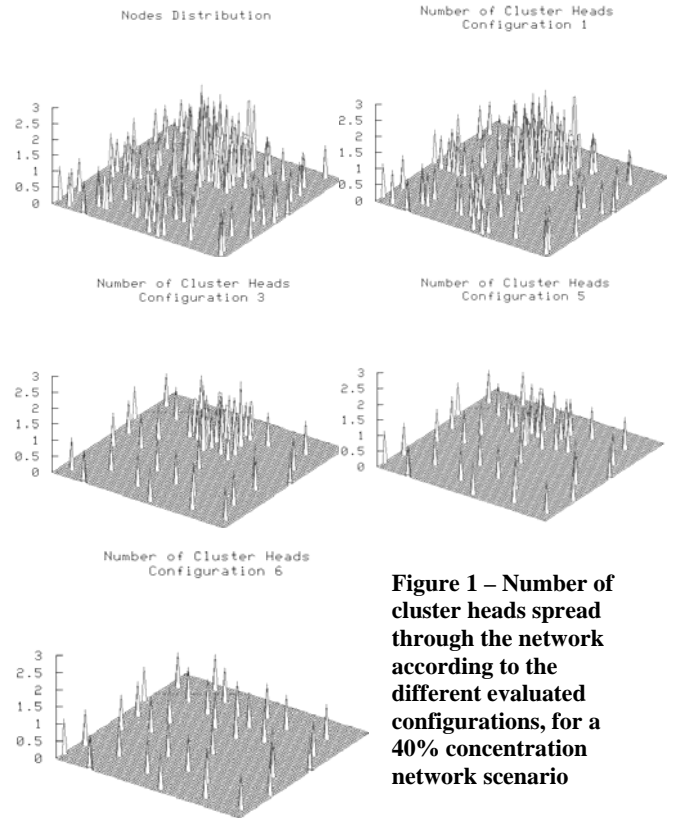 Nodes Distribution
3
2.5
2
1.5
1
0.5
0
Number of Cluster Heads
Configuration 1
3
2.5
2
1.5
1
0.5
0
Number of Cluster Heads
Configuration 3
3
2.5
2
1.5
1
0.5
0
Number of Cluster Heads
Configuration 5
3
2.5
2
1.5
1
0.5
0
Number of Cluster Heads
Configuration 6
3
2.5
2
1.5
1
0.5
0
Figure 1 – Number of
cluster heads spread
through the network
according to the
different evaluated
configurations, for a
40% concentration
network scenario